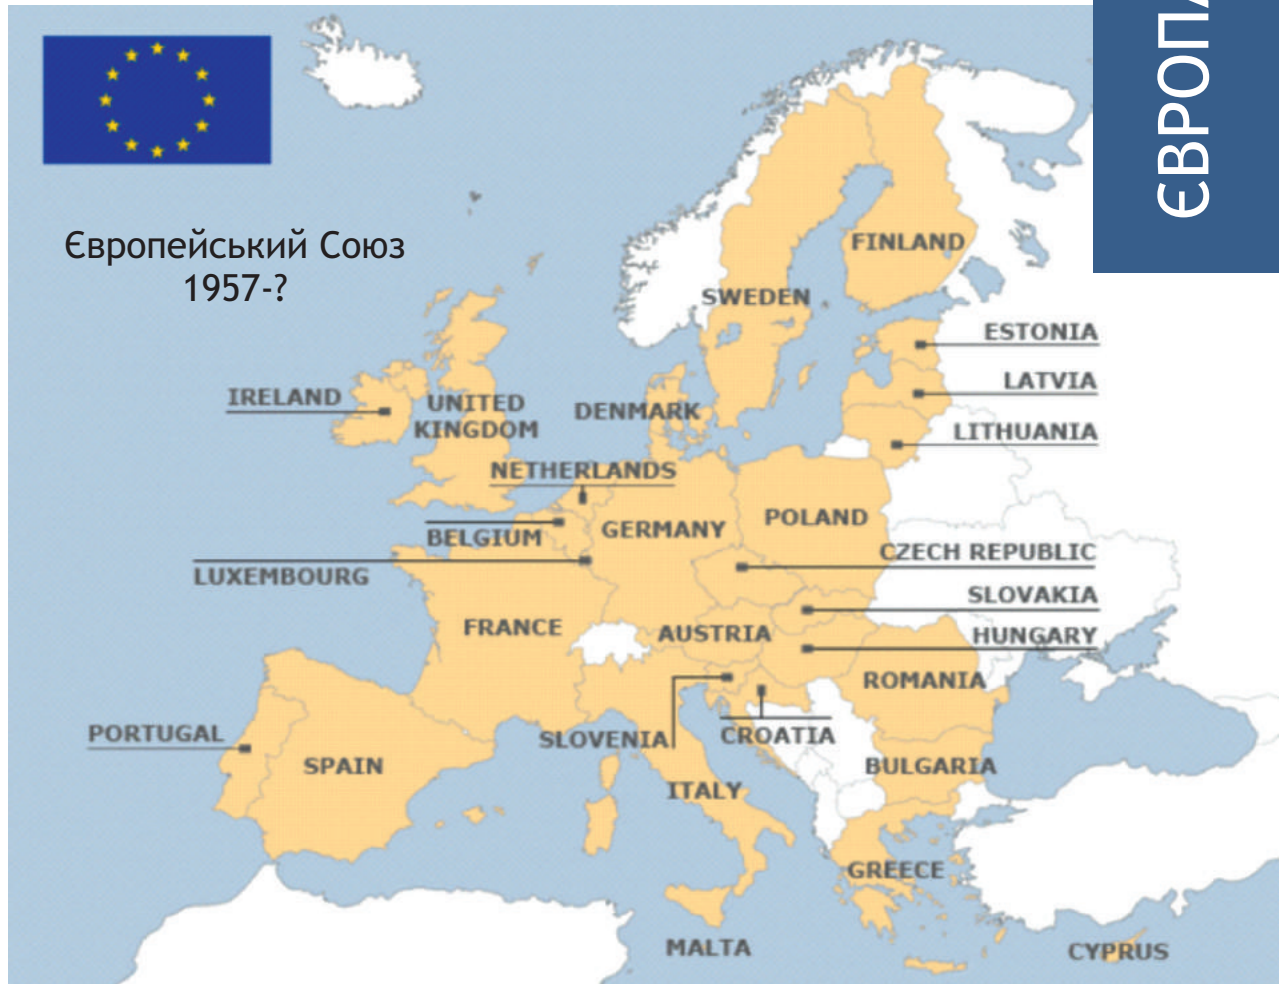 ЄВРОПА
Європейський Союз
1957-?
FINLAND
SWEDEN
ESTONIA
LATVIA
IRELAND
UNITED
KINGDOM
DENMARK
LITHUANIA
NETHERLANDS
POLAND
GERMANY
BELGIUM
CZECH REPUBLIC
LUXEMBOURG
SLOVAKIA
FRANCE
AUSTRIA
HUNGARY
ROMANIA
PORTUGAL
SLOVENIA
CROATIA
SPAIN
BULGARIA
ITALY
GREECE
MALTA
CYPRUS